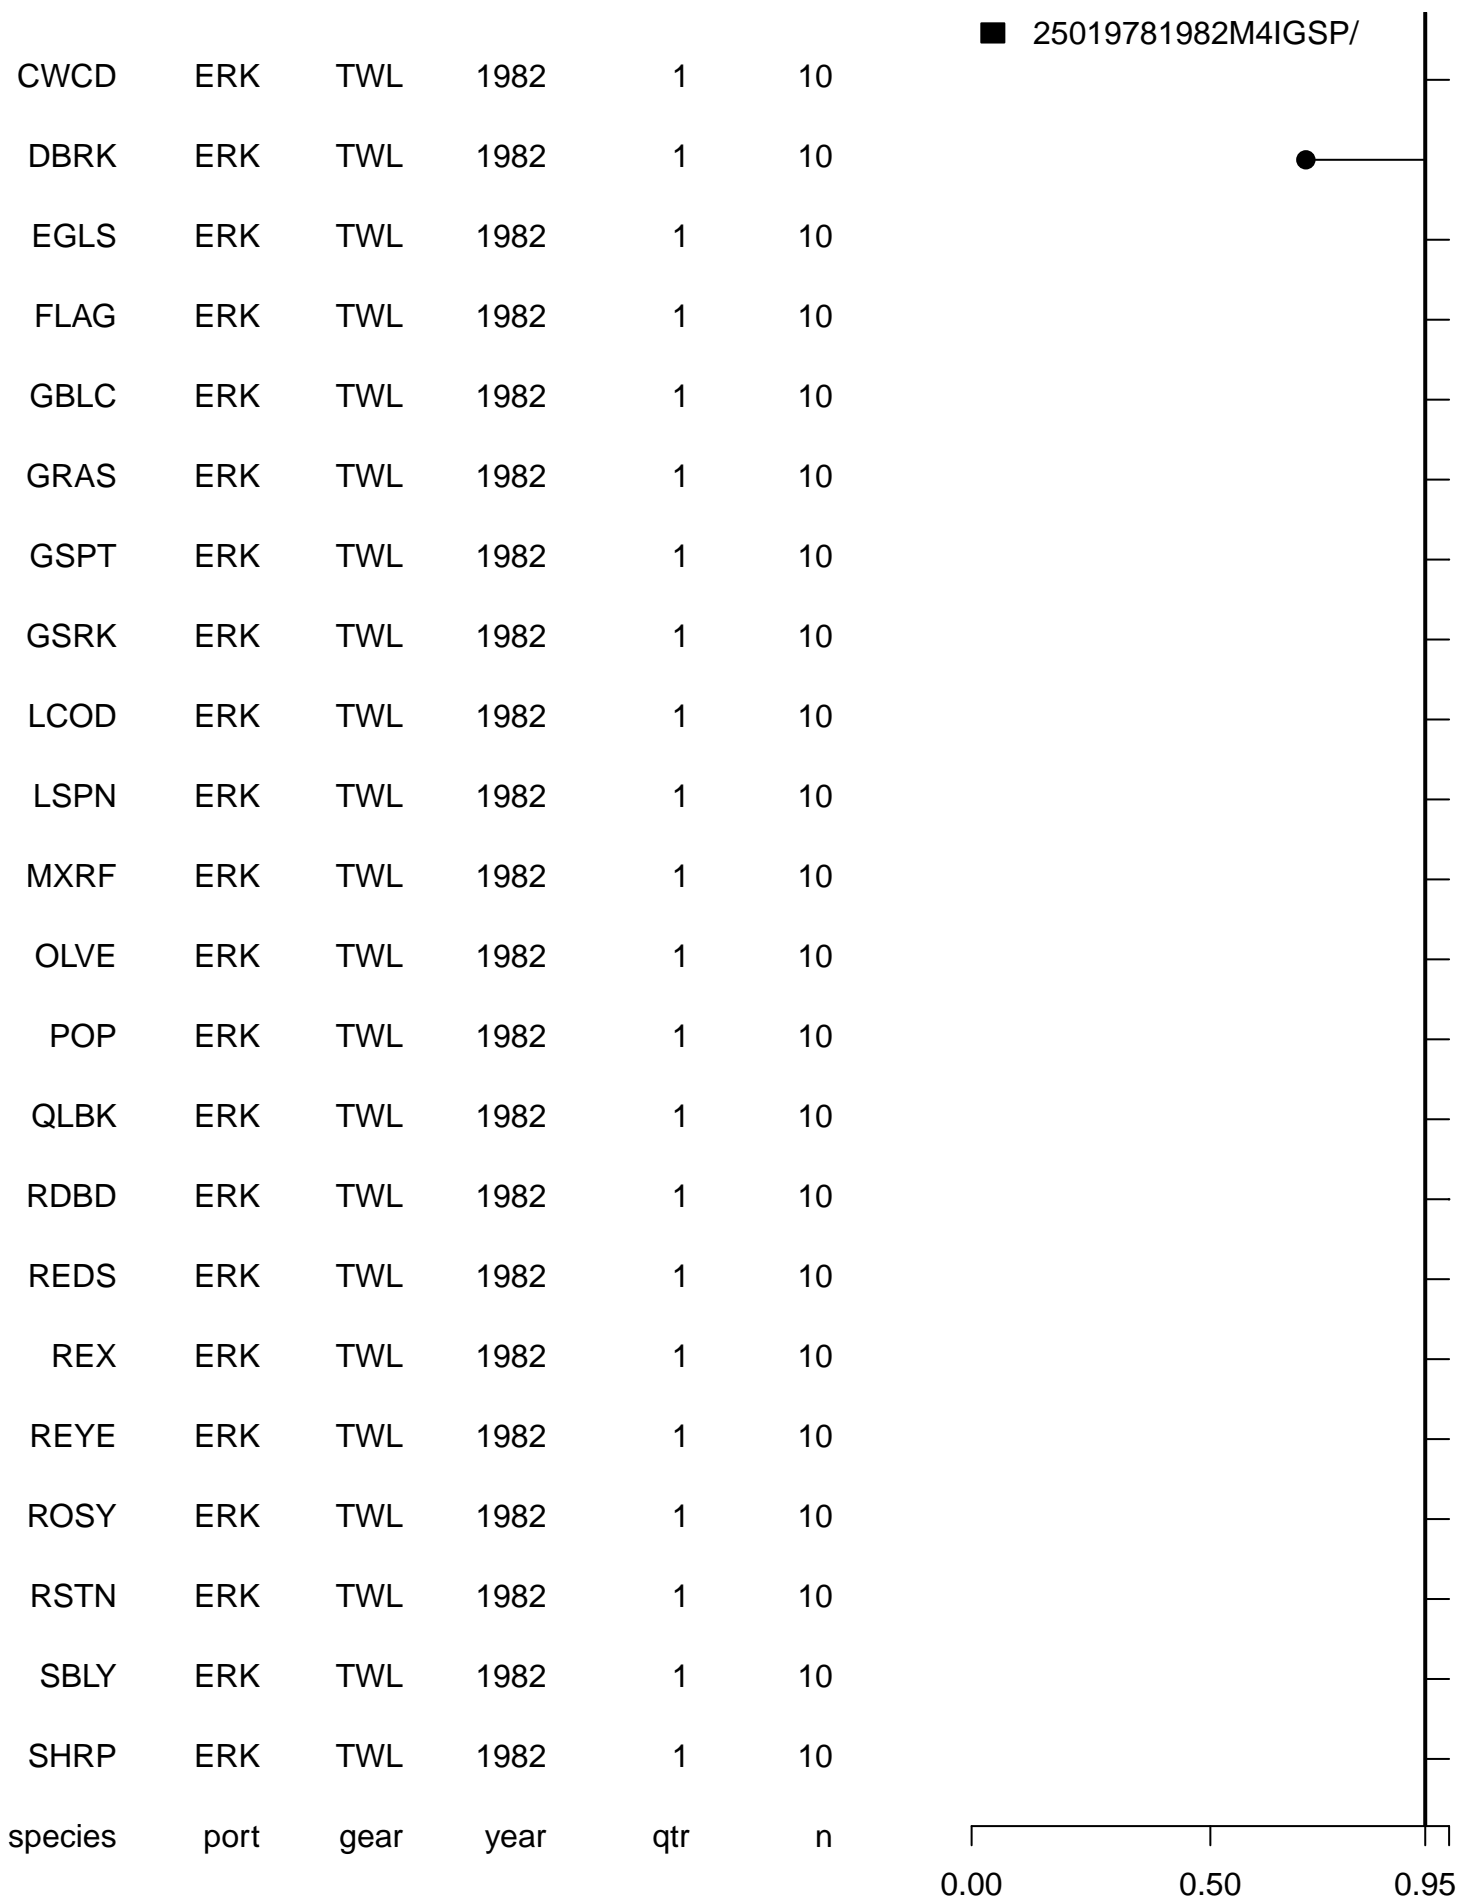 25019781982M4IGSP/
CWCD ERK TWL 1982 1 10
DBRK ERK TWL 1982 1 10
EGLS ERK TWL 1982 1 10
FLAG ERK TWL 1982 1 10
GBLC ERK TWL 1982 1 10
GRAS ERK TWL 1982 1 10
GSPT ERK TWL 1982 1 10
GSRK ERK TWL 1982 1 10
LCOD ERK TWL 1982 1 10
LSPN ERK TWL 1982 1 10
MXRF ERK TWL 1982 1 10
OLVE ERK TWL 1982 1 10
POP ERK TWL 1982 1 10
QLBK ERK TWL 1982 1 10
RDBD ERK TWL 1982 1 10
REDS ERK TWL 1982 1 10
REX ERK TWL 1982 1 10
REYE ERK TWL 1982 1 10
ROSY ERK TWL 1982 1 10
RSTN ERK TWL 1982 1 10
SBLY ERK TWL 1982 1 10
SHRP ERK TWL 1982 1 10
species port gear year qtr n
0.00 0.50 0.95